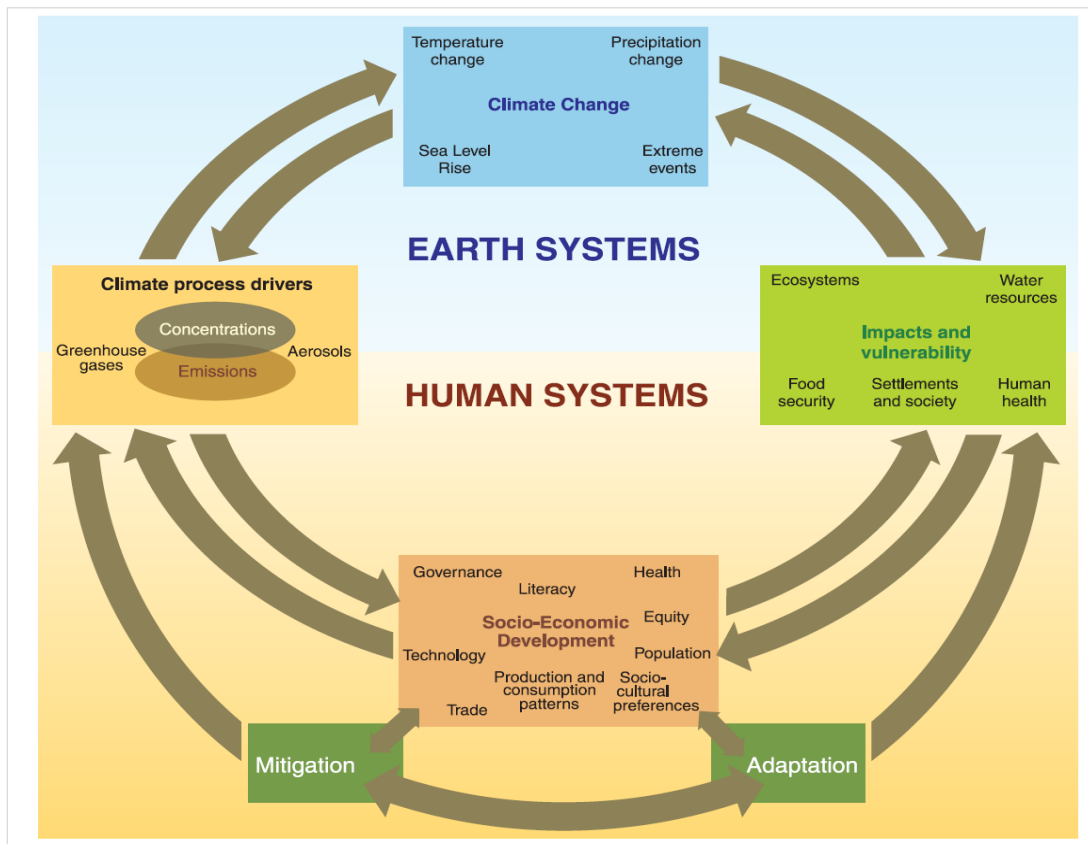 Temperature
change
Precipitation
change
Climate Change
Sea Level
Rise
Extreme
events
EARTH SYSTEMS
Climate process drivers
Concentrations
Greenhouse
gases
Aerosols
Emissions
Ecosystems
Water
resources
Impacts and
vulnerability
Food
security
Settlements
and society
Human
health
HUMAN SYSTEMS
Governance
Literacy
Health
Socio-Economic
Development
Equity
Technology
Population
Production and
consumption
patterns
Socio-
cultural
preferences
Trade
Mitigation
Adaptation